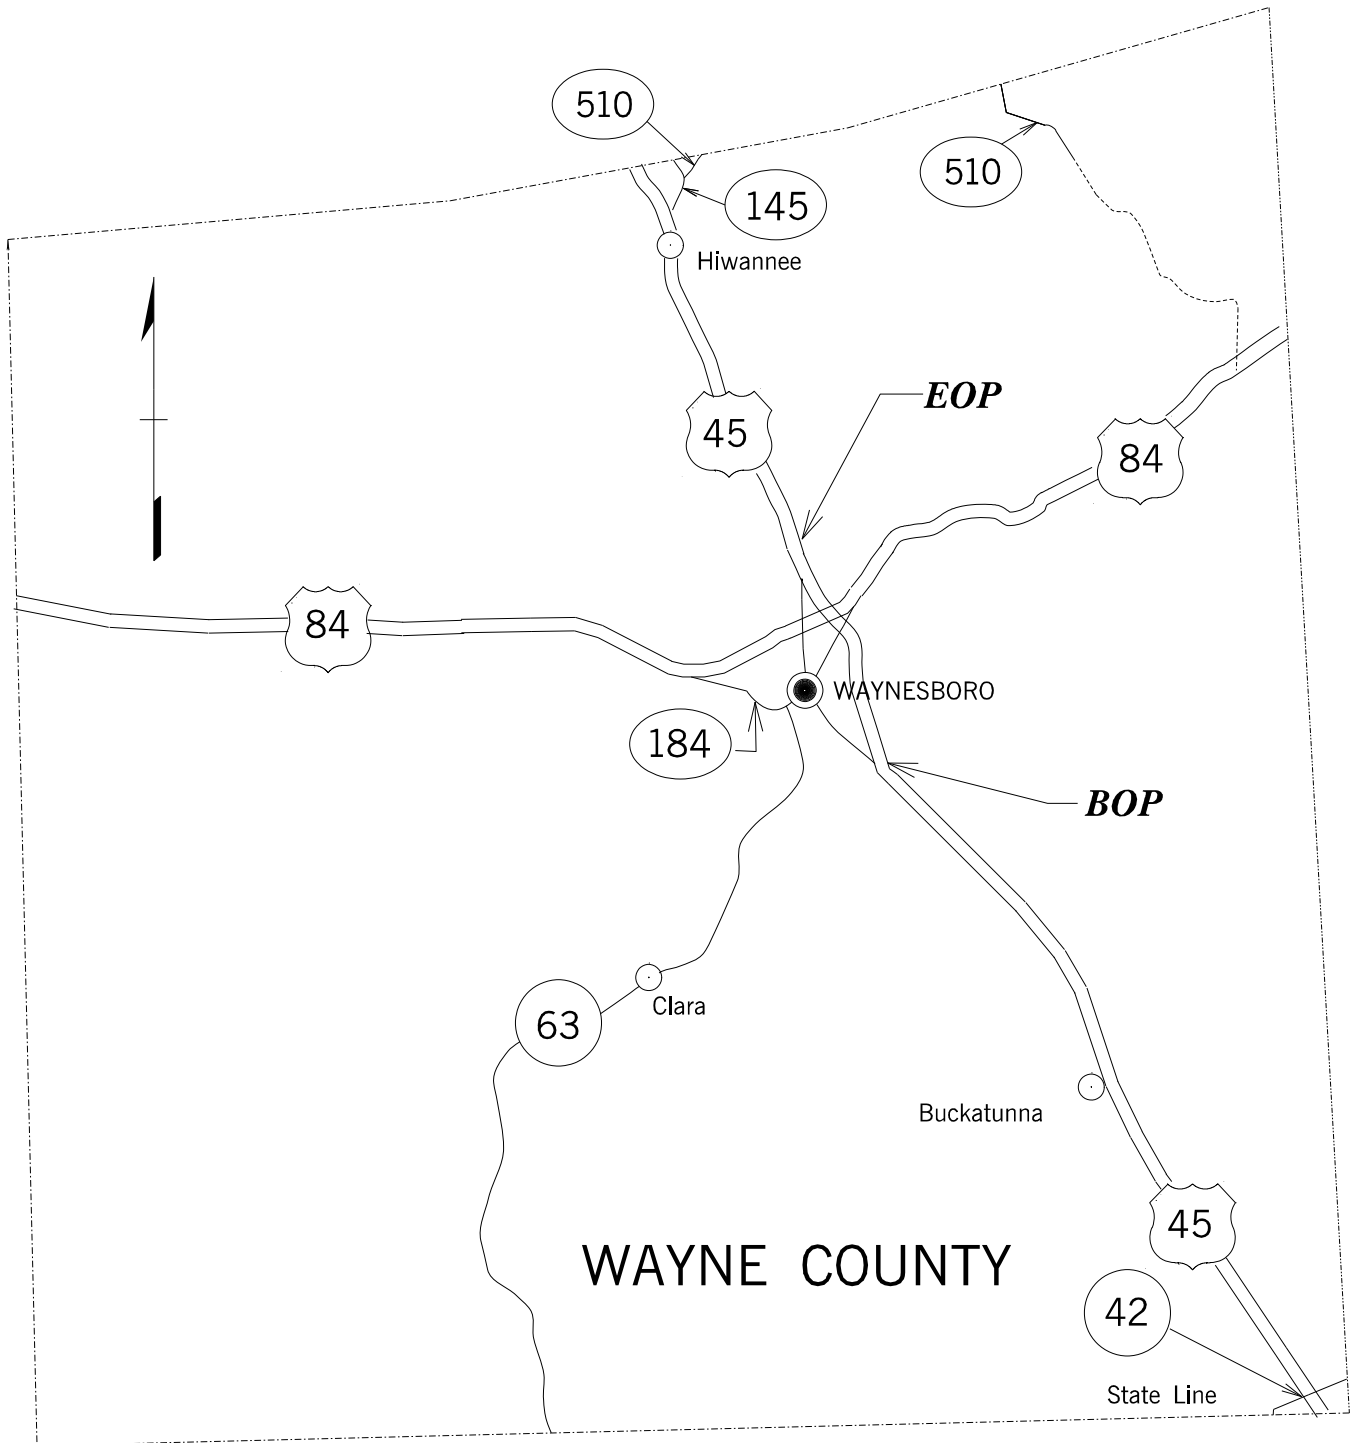 510
510
145
Hiwannee
EOP
45
84
84
WAYNESBORO
184
BOP
Clara
63
Buckatunna
45
WAYNE COUNTY
42
State Line